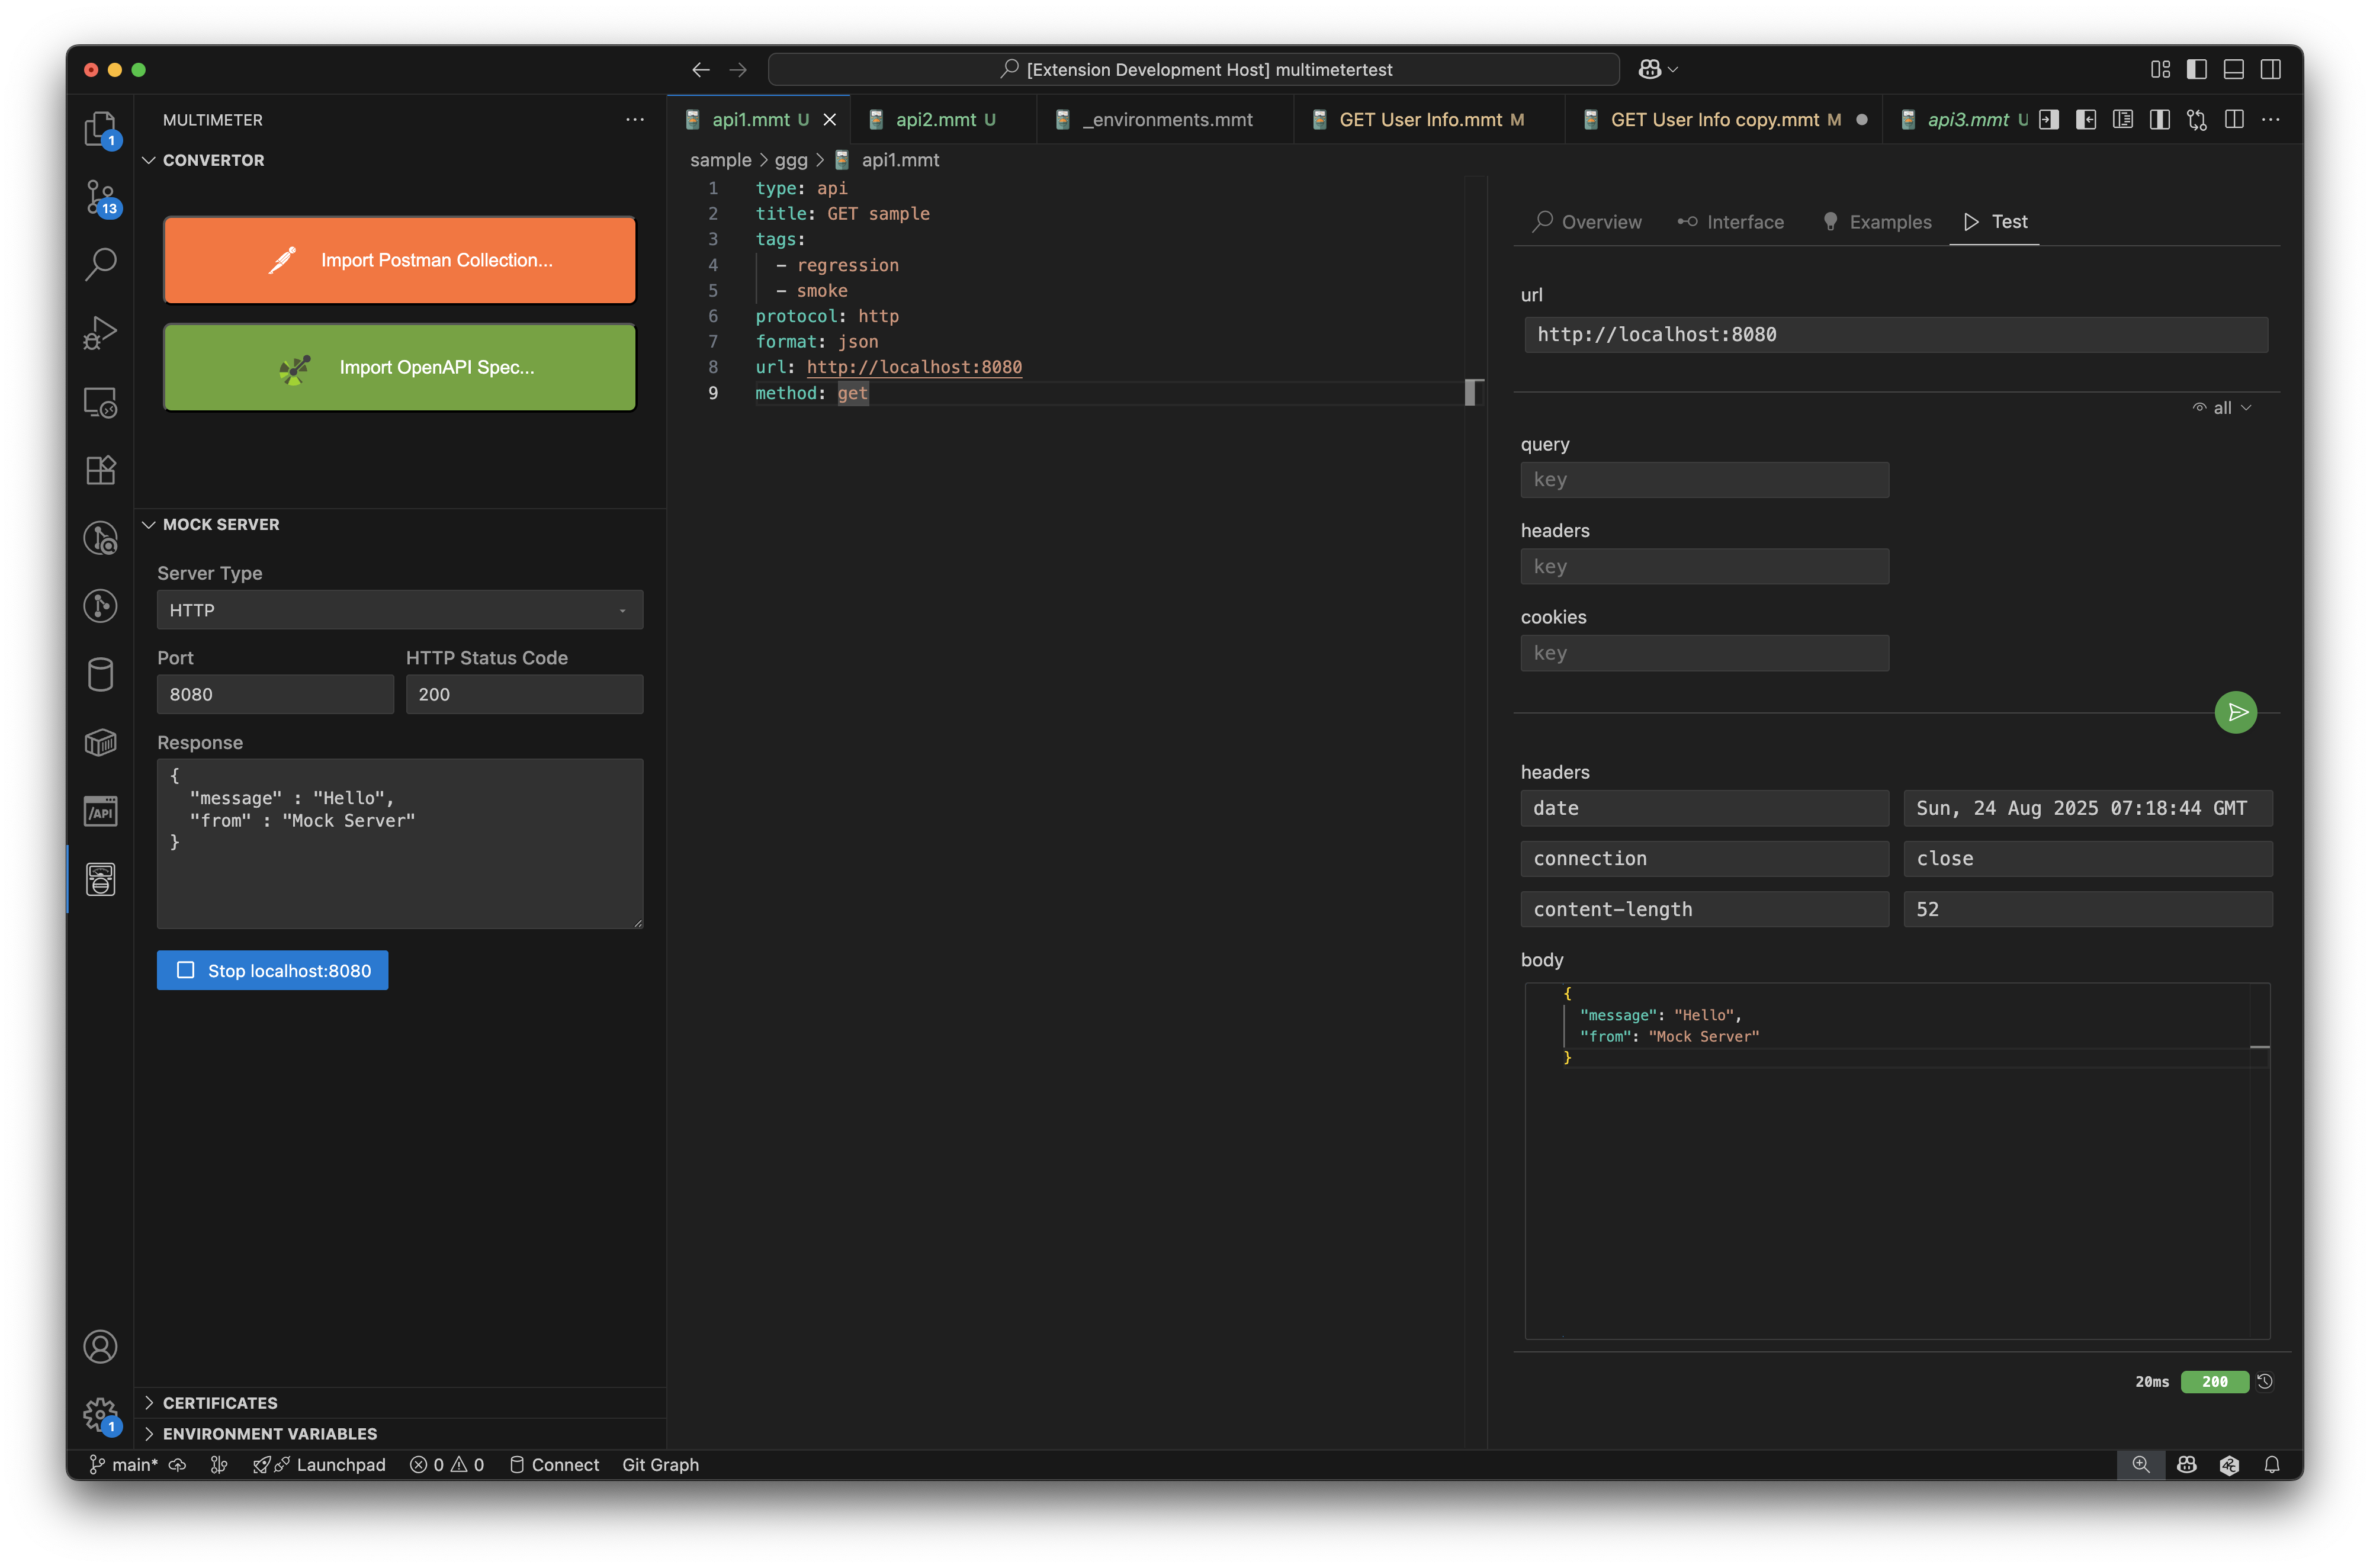 [Extension Development Host] multimetertest
1
13
/API
1
MULTIMETER
CONVERTOR
Import Postman Collection...
Import OpenAPI Spec...
MOCK SERVER
Server Type
HTTP
Port
HTTP Status Code
8080
200
Response
{
"message" : "Hello",
"from" : "Mock Server"
}
Stop localhost:8080
CERTIFICATES
ENVIRONMENT VARIABLES
api1.mmt U
api2.mmt U
_environments.mmt
GET User Info.mmt M
GET User Info copy.mmt M
api3.mmt U
sample > ggg > api1.mmt
1 type: api
2 title: GET sample
3 tags:
4 - regression
5 - smoke
6 protocol: http
7 format: json
8 url: http://localhost:8080
9 method: get
Overview
Interface
Examples
Test
url
http://localhost:8080
all
query
key
headers
key
cookies
key
headers
date
Sun, 24 Aug 2025 07:18:44 GMT
connection
close
content-length
52
body
{
"message": "Hello",
"from": "Mock Server"
}
20ms 200
main*
Launchpad
0
0
Connect
Git Graph